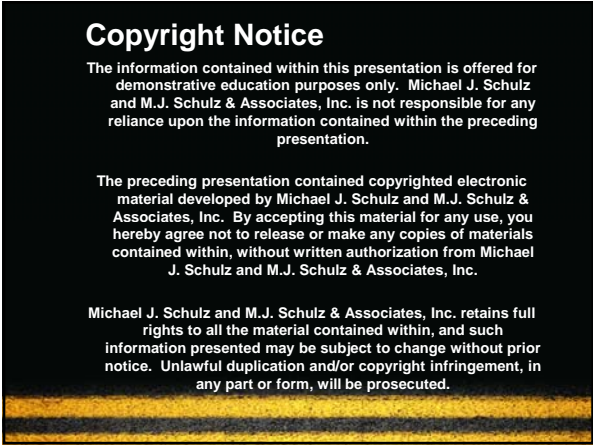 Copyright Notice
The information contained within this presentation is offered for
demonstrative education purposes only. Michael J. Schulz
and M.J. Schulz & Associates, Inc. is not responsible for any
reliance upon the information contained within the preceding
presentation.
The preceding presentation contained copyrighted electronic
material developed by Michael J. Schulz and M.J. Schulz &
Associates, Inc. By accepting this material for any use, you
hereby agree not to release or make any copies of materials
contained within, without written authorization from Michael
J. Schulz and M.J. Schulz & Associates, Inc.
Michael J. Schulz and M.J. Schulz & Associates, Inc. retains full
rights to all the material contained within, and such
information presented may be subject to change without prior
notice. Unlawful duplication and/or copyright infringement, in
any part or form, will be prosecuted.